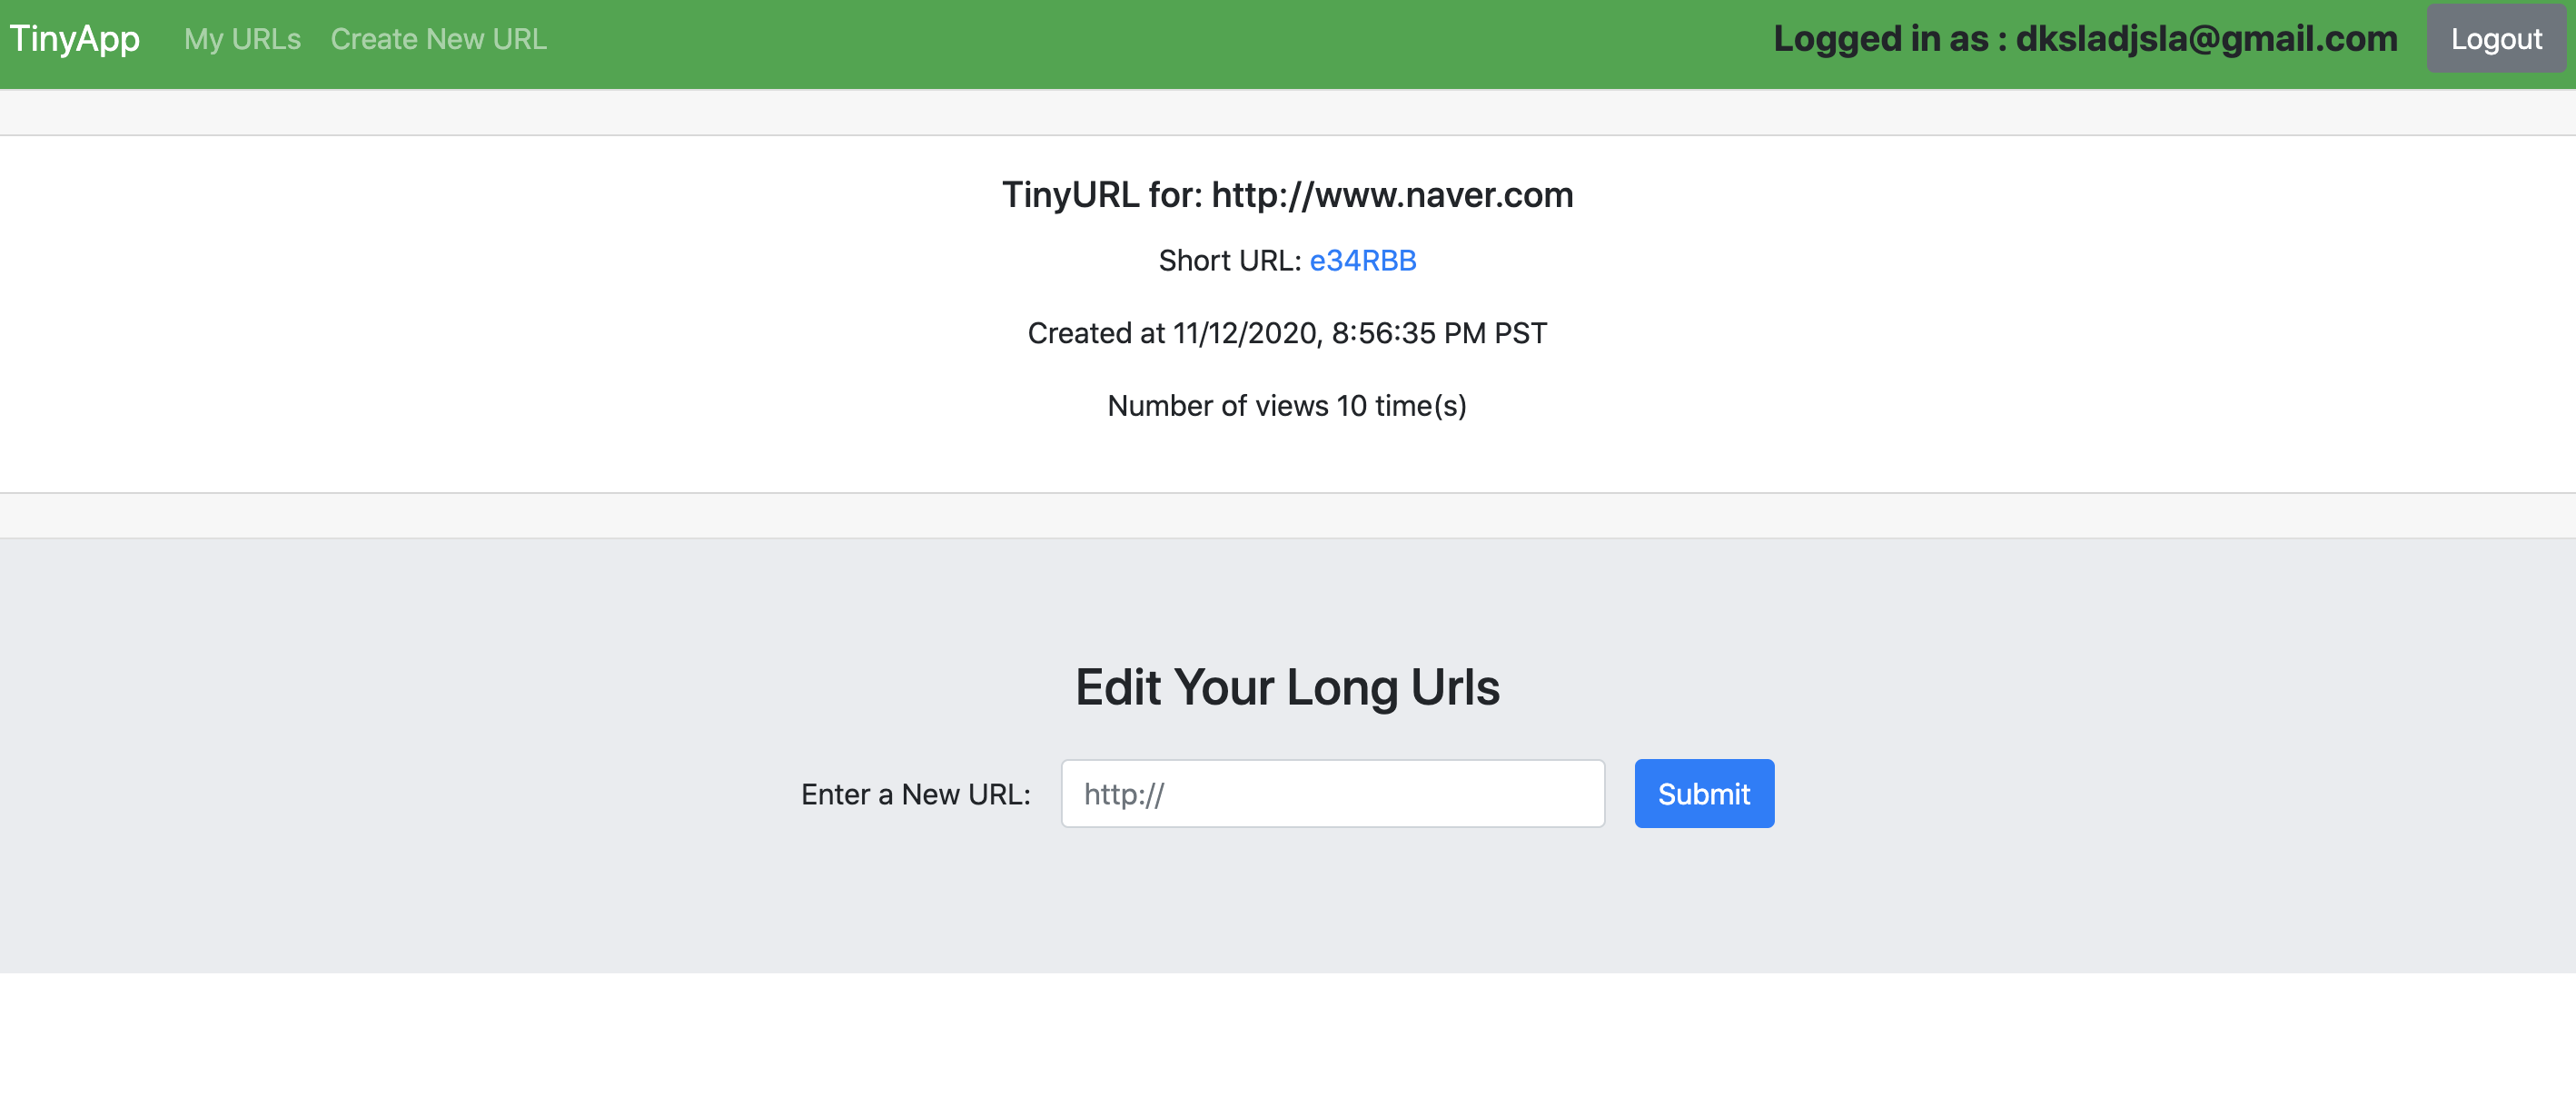 TinyApp My URLs Create New URL Logged in as : dksladjsla@gmail.com Logout
TinyURL for: http://www.naver.com
Short URL: e34RBB
Created at 11/12/2020, 8:56:35 PM PST
Number of views 10 time(s)
Edit Your Long Urls
Enter a New URL: http:// Submit